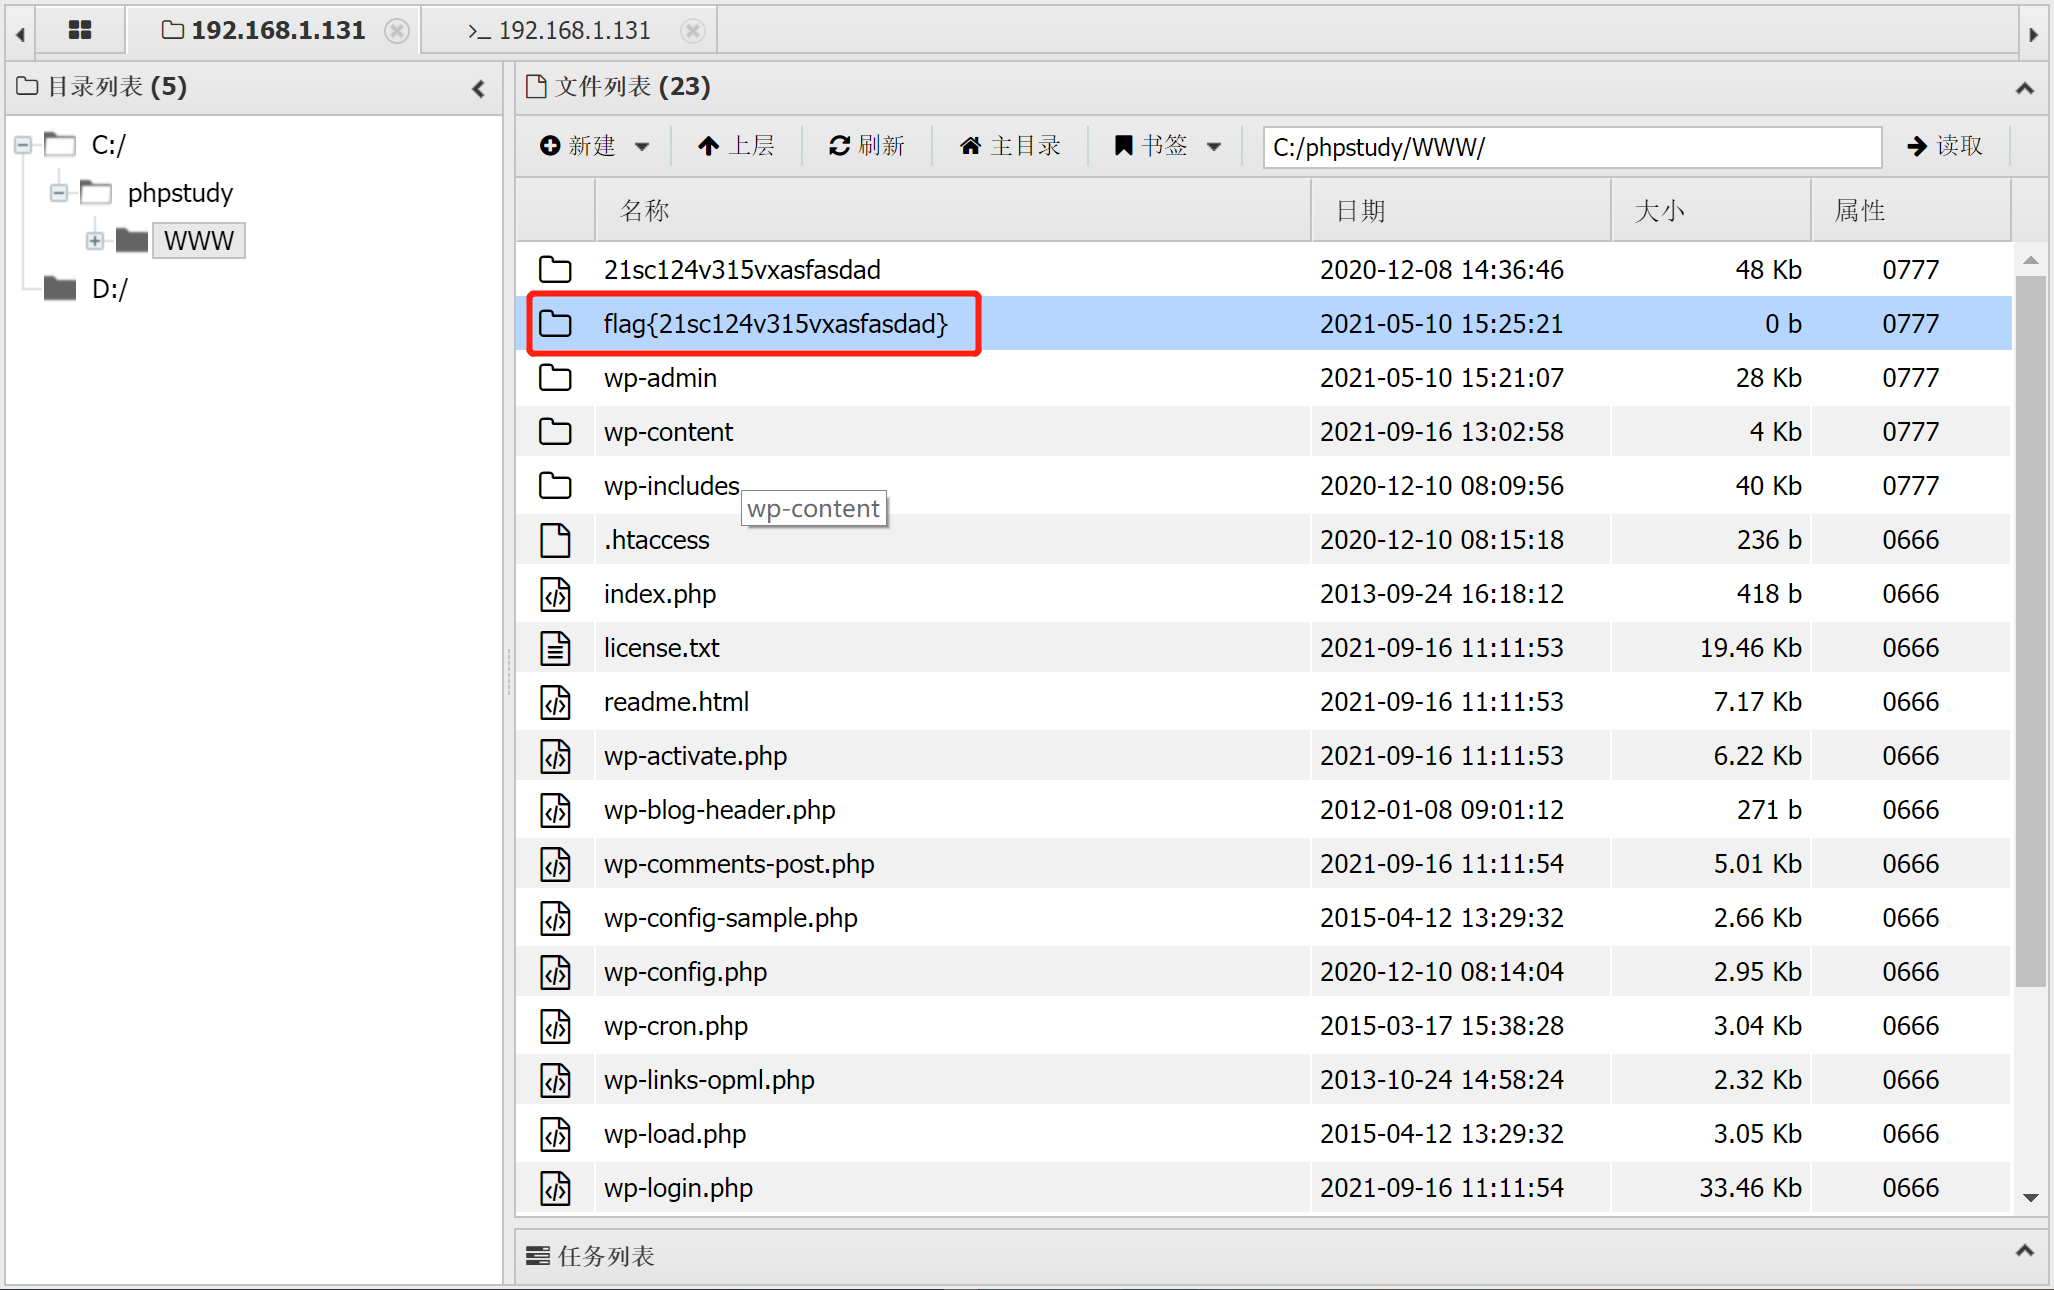 192.168.1.131
>_ 192.168.1.131
目录列表 (5)
C:/
phpstudy
WWW
D:/
文件列表 (23)
新建 上层 刷新 主目录 书签 C:/phpstudy/WWW/ 读取
名称 日期 大小 属性
21sc124v315vxasfasdad 2020-12-08 14:36:46 48 Kb 0777
flag{21sc124v315vxasfasdad} 2021-05-10 15:25:21 0 b 0777
wp-admin 2021-05-10 15:21:07 28 Kb 0777
wp-content 2021-09-16 13:02:58 4 Kb 0777
wp-includes 2020-12-10 08:09:56 40 Kb 0777
wp-content
.htaccess 2020-12-10 08:15:18 236 b 0666
index.php 2013-09-24 16:18:12 418 b 0666
license.txt 2021-09-16 11:11:53 19.46 Kb 0666
readme.html 2021-09-16 11:11:53 7.17 Kb 0666
wp-activate.php 2021-09-16 11:11:53 6.22 Kb 0666
wp-blog-header.php 2012-01-08 09:01:12 271 b 0666
wp-comments-post.php 2021-09-16 11:11:54 5.01 Kb 0666
wp-config-sample.php 2015-04-12 13:29:32 2.66 Kb 0666
wp-config.php 2020-12-10 08:14:04 2.95 Kb 0666
wp-cron.php 2015-03-17 15:38:28 3.04 Kb 0666
wp-links-opml.php 2013-10-24 14:58:24 2.32 Kb 0666
wp-load.php 2015-04-12 13:29:32 3.05 Kb 0666
wp-login.php 2021-09-16 11:11:54 33.46 Kb 0666
任务列表